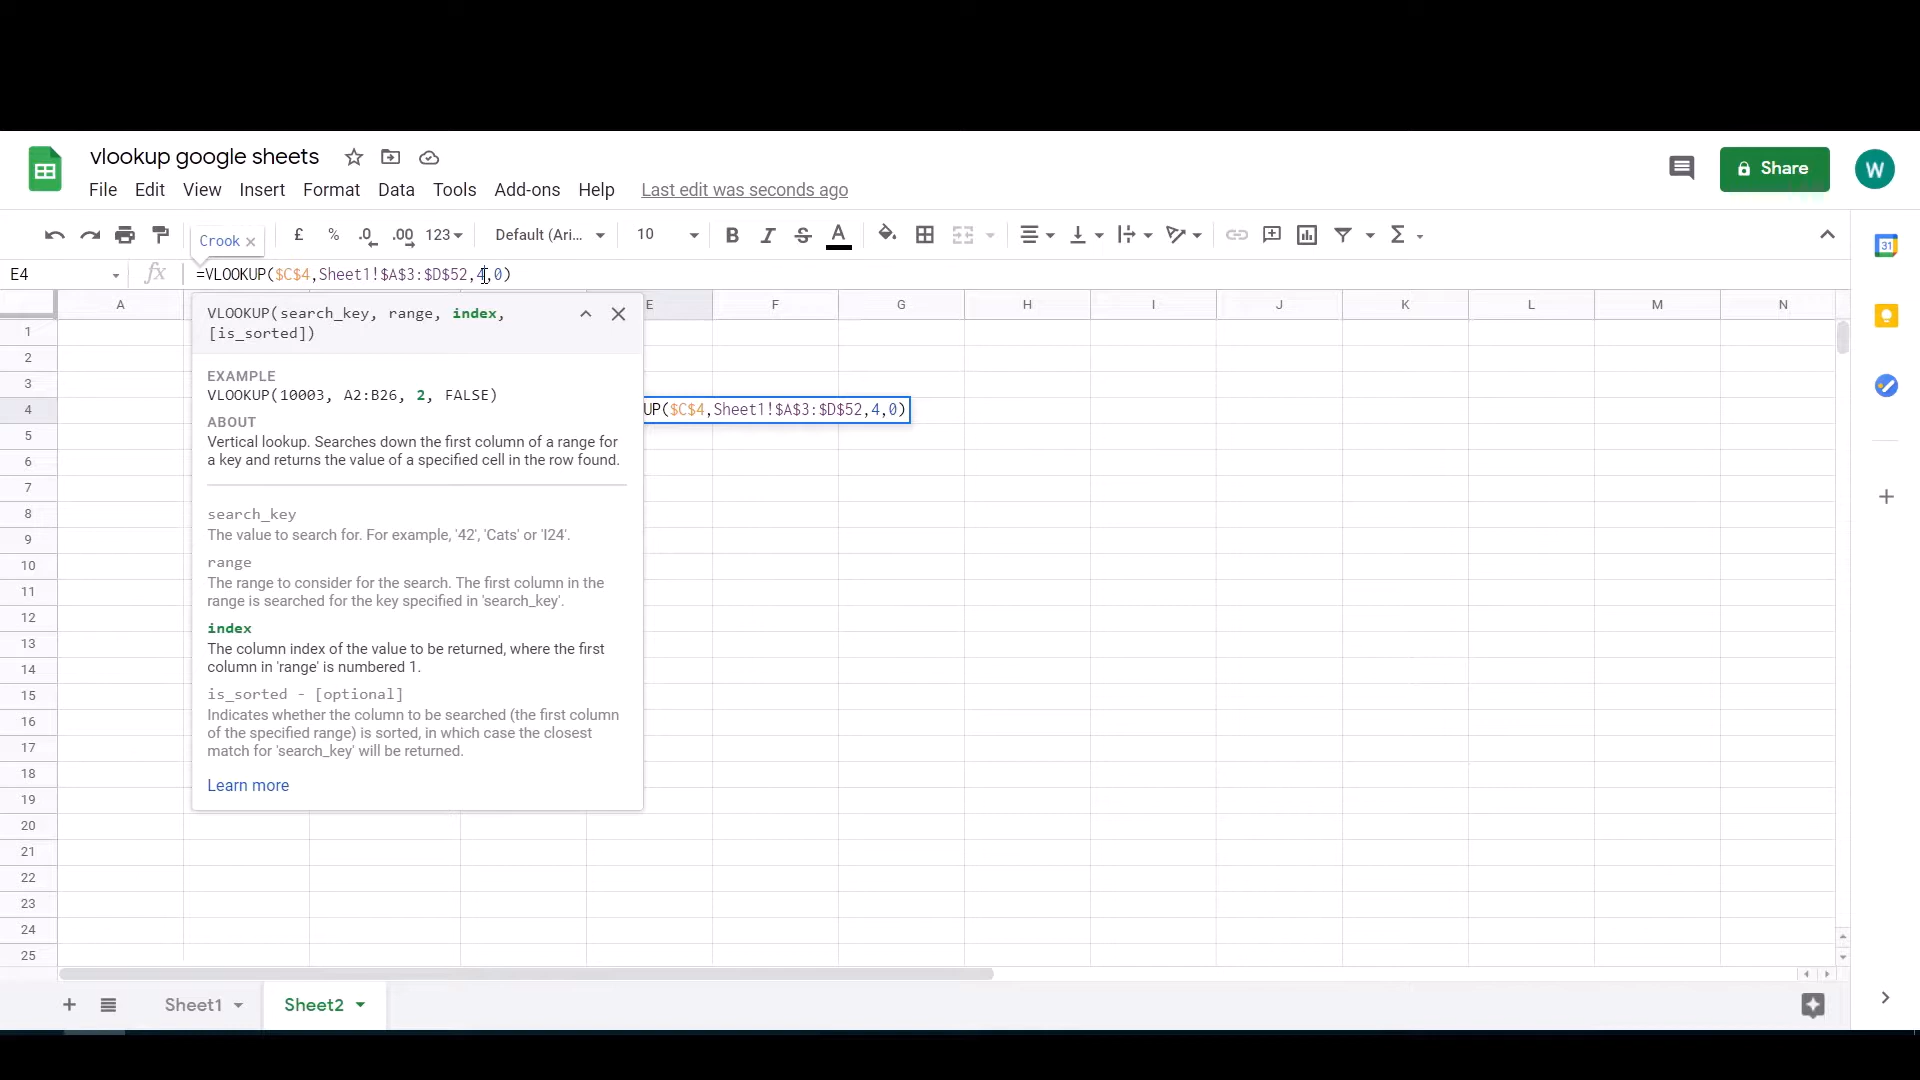 vlookup google sheets
File Edit View Insert Format Data Tools Add-ons Help Last edit was seconds ago
Share
W
Crook ×
£ % .0 .00 123 Default (Ari... 10 B I S A Σ
31
E4 fx =VLOOKUP($C$4,Sheet1!$A$3:$D$52,4,0)
A E F G H I J K L M N
VLOOKUP(search_key, range, index,
[is_sorted])
EXAMPLE
VLOOKUP(10003, A2:B26, 2, FALSE)
ABOUT
Vertical lookup. Searches down the first column of a range for
a key and returns the value of a specified cell in the row found.
search_key
The value to search for. For example, '42', 'Cats' or 'I24'.
range
The range to consider for the search. The first column in the
range is searched for the key specified in 'search_key'.
index
The column index of the value to be returned, where the first
column in 'range' is numbered 1.
is_sorted - [optional]
Indicates whether the column to be searched (the first column
of the specified range) is sorted, in which case the closest
match for 'search_key' will be returned.
Learn more
UP($C$4,Sheet1!$A$3:$D$52,4,0)
1
2
3
4
5
6
7
8
9
10
11
12
13
14
15
16
17
18
19
20
21
22
23
24
25
Sheet1 Sheet2